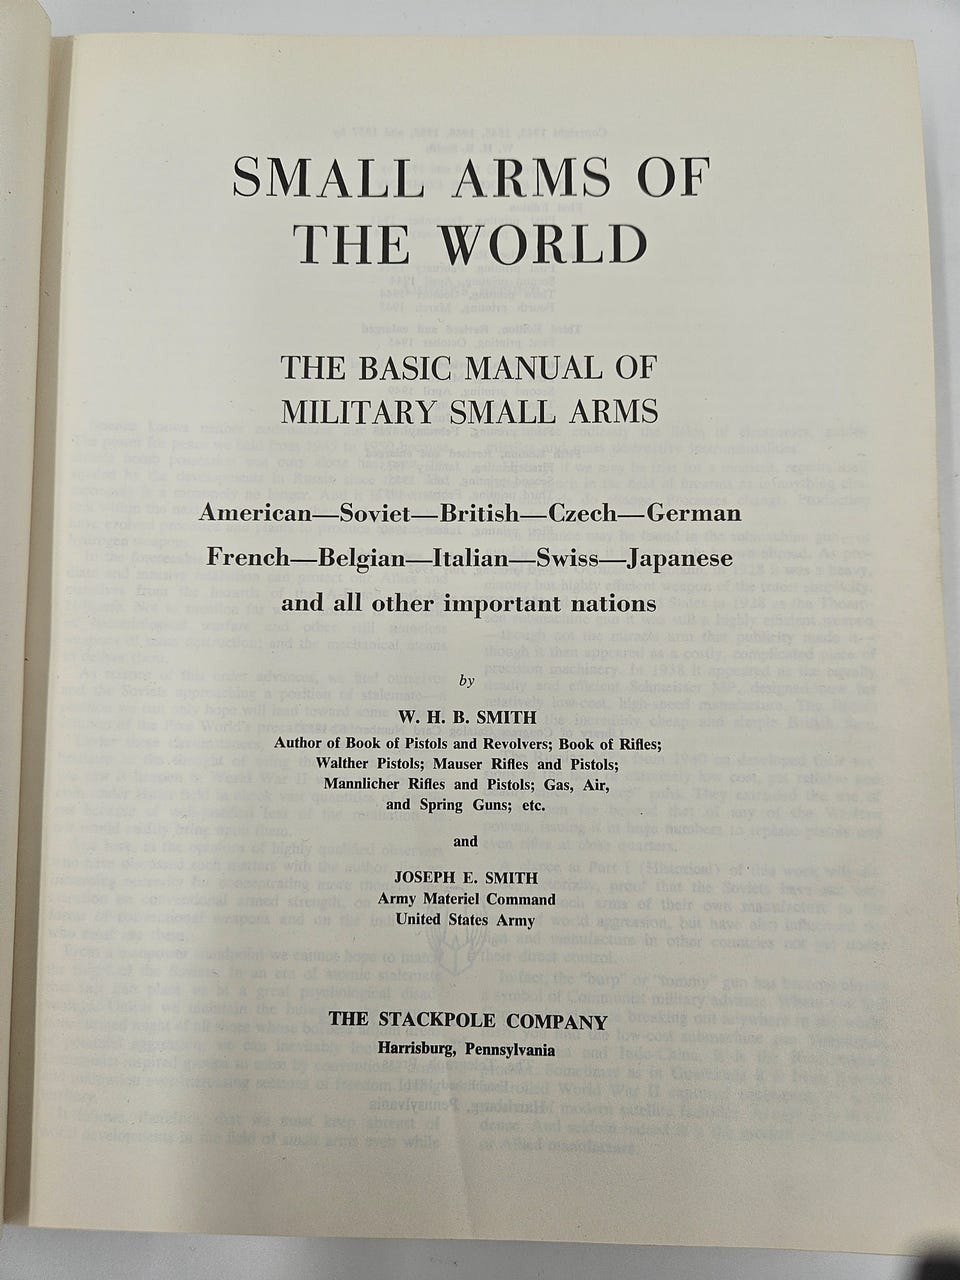 SMALL ARMS OF
THE WORLD
THE BASIC MANUAL OF
MILITARY SMALL ARMS
American—Soviet—British—Czech—German
French—Belgian—Italian—Swiss—Japanese
and all other important nations
by
W. H. B. SMITH
Author of Book of Pistols and Revolvers; Book of Rifles;
Walther Pistols; Mauser Rifles and Pistols;
Mannlicher Rifles and Pistols; Gas, Air,
and Spring Guns; etc.
and
JOSEPH E. SMITH
Army Materiel Command
United States Army
THE STACKPOLE COMPANY
Harrisburg, Pennsylvania